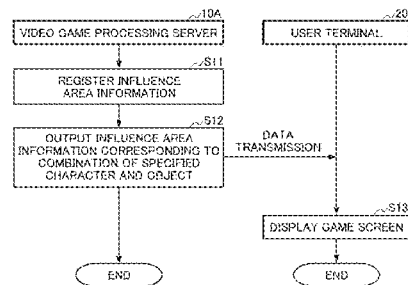 10A
VIDEO GAME PROCESSING SERVER
20
USER TERMINAL
S11
REGISTER INFLUENCE
AREA INFORMATION
S12
OUTPUT INFLUENCE AREA
INFORMATION CORRESPONDING TO
COMBINATION OF SPECIFIED
CHARACTER AND OBJECT
DATA
TRANSMISSION
S13
DISPLAY GAME SCREEN
END
END